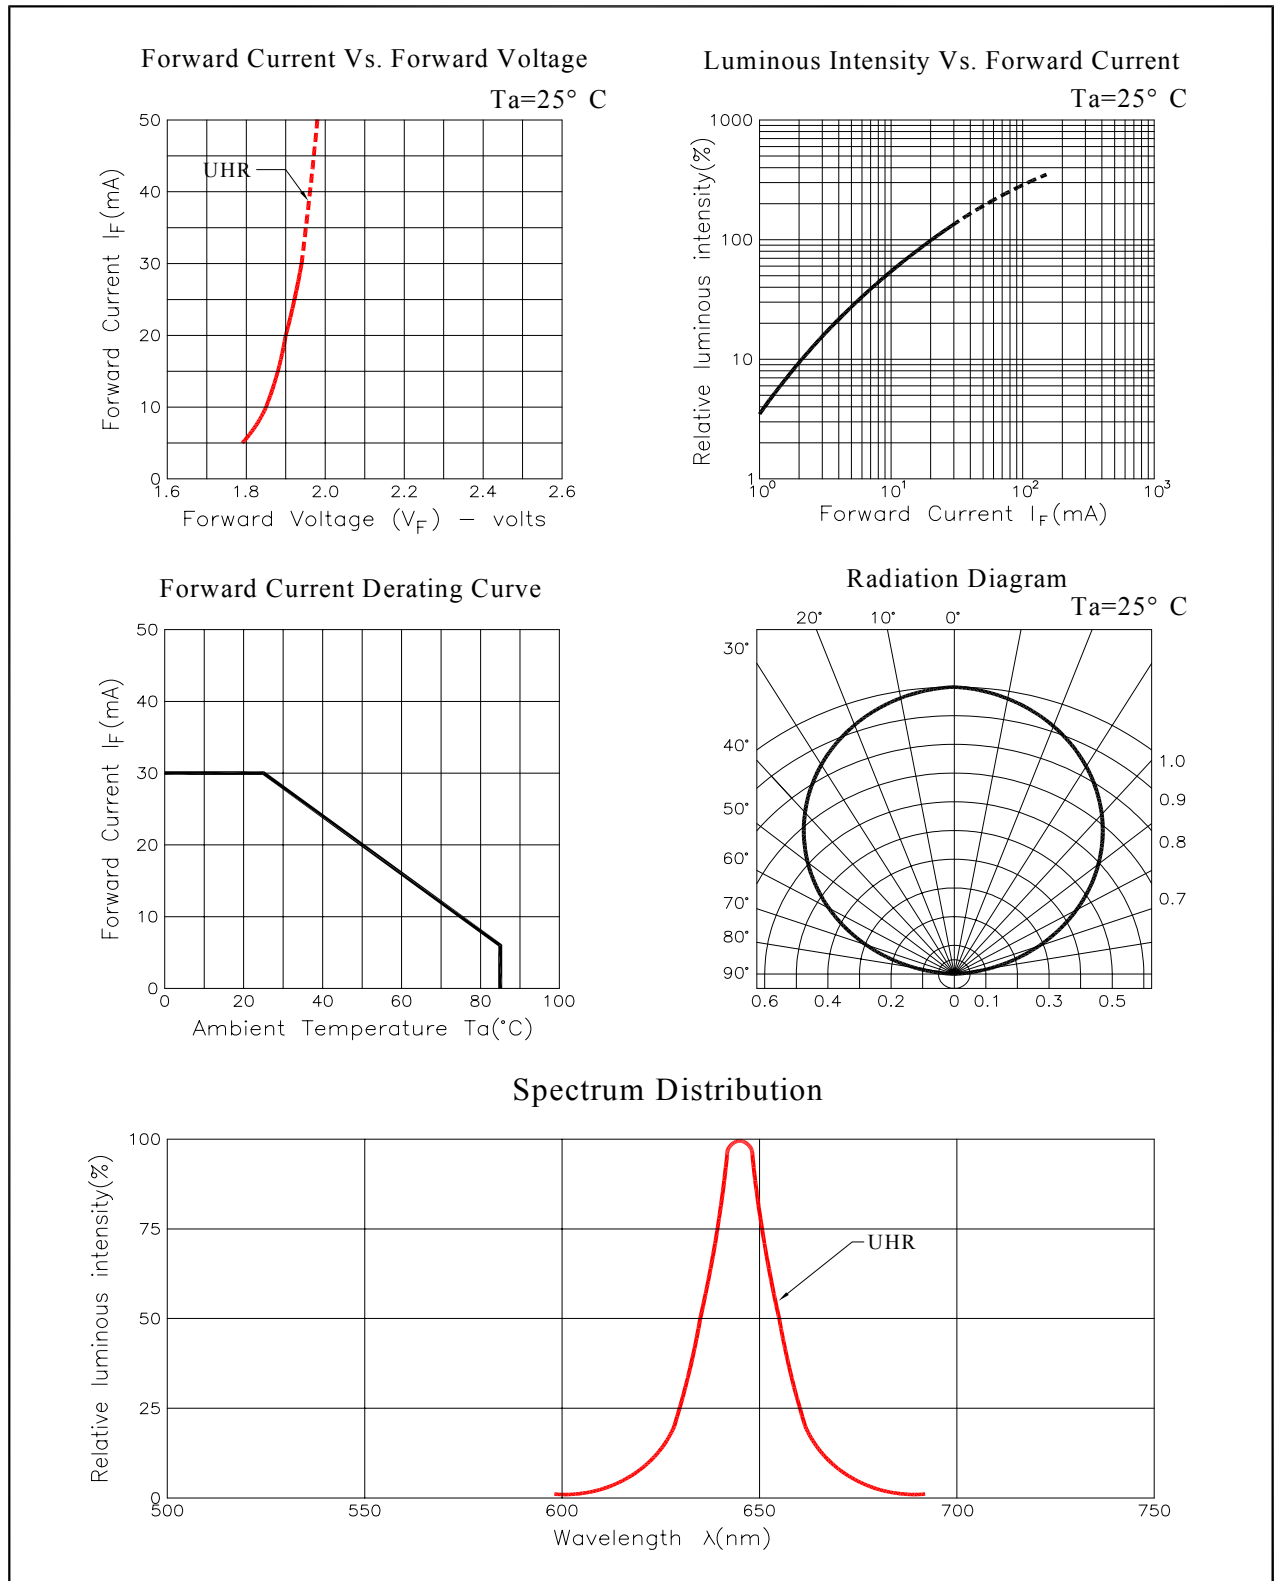 Forward Current Vs. Forward Voltage
Ta=25° C
50
40
30
20
10
0
Forward Current IF(mA)
UHR
1.6 1.8 2.0 2.2 2.4 2.6
Forward Voltage (VF) – volts
Luminous Intensity Vs. Forward Current
Ta=25° C
1000
100
10
1
Relative luminous intensity(%)
10⁰ 10¹ 10² 10³
Forward Current IF(mA)
Forward Current Derating Curve
50
40
30
20
10
0
Forward Current IF(mA)
0 20 40 60 80 100
Ambient Temperature Ta(°C)
Radiation Diagram
Ta=25° C
20° 10° 0°
30°
40°
50°
60°
70°
80°
90°
1.0
0.9
0.8
0.7
0.6 0.4 0.2 0 0.1 0.3 0.5
Spectrum Distribution
100
75
50
25
0
Relative luminous intensity(%)
UHR
500 550 600 650 700 750
Wavelength λ(nm)